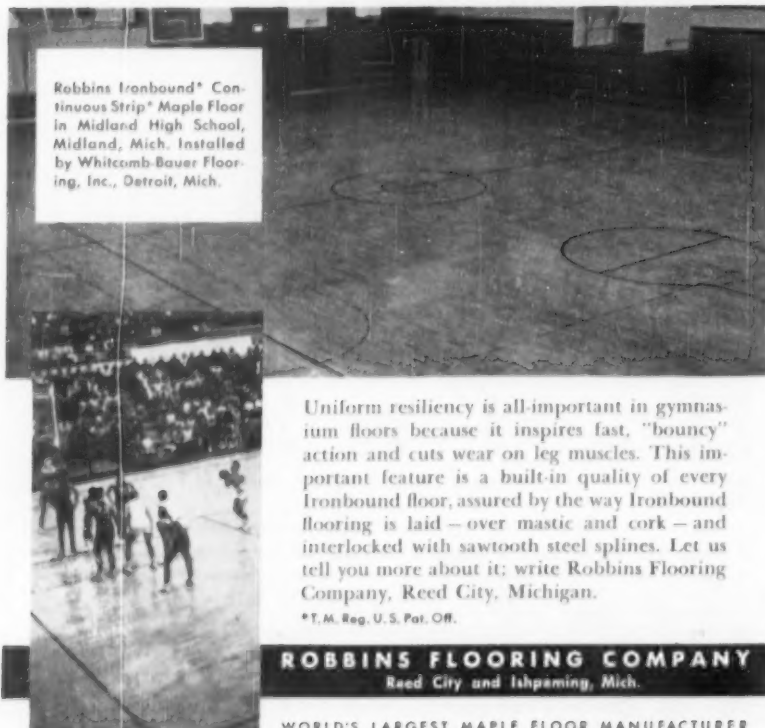 Robbins Ironbound* Con-
tinuous Strip* Maple Floor
in Midland High School,
Midland, Mich. Installed
by Whitcomb-Bauer Floor-
ing, Inc., Detroit, Mich.
Uniform resiliency is all-important in gymnas-
ium floors because it inspires fast, "bouncy"
action and cuts wear on leg muscles. This im-
portant feature is a built-in quality of every
Ironbound floor, assured by the way Ironbound
flooring is laid — over mastic and cork — and
interlocked with sawtooth steel splines. Let us
tell you more about it; write Robbins Flooring
Company, Reed City, Michigan.
*T.M. Reg. U.S. Pat. Off.
ROBBINS FLOORING COMPANY
Reed City and Ishpeming, Mich.
WORLD'S LARGEST MAPLE FLOOR MANUFACTURER